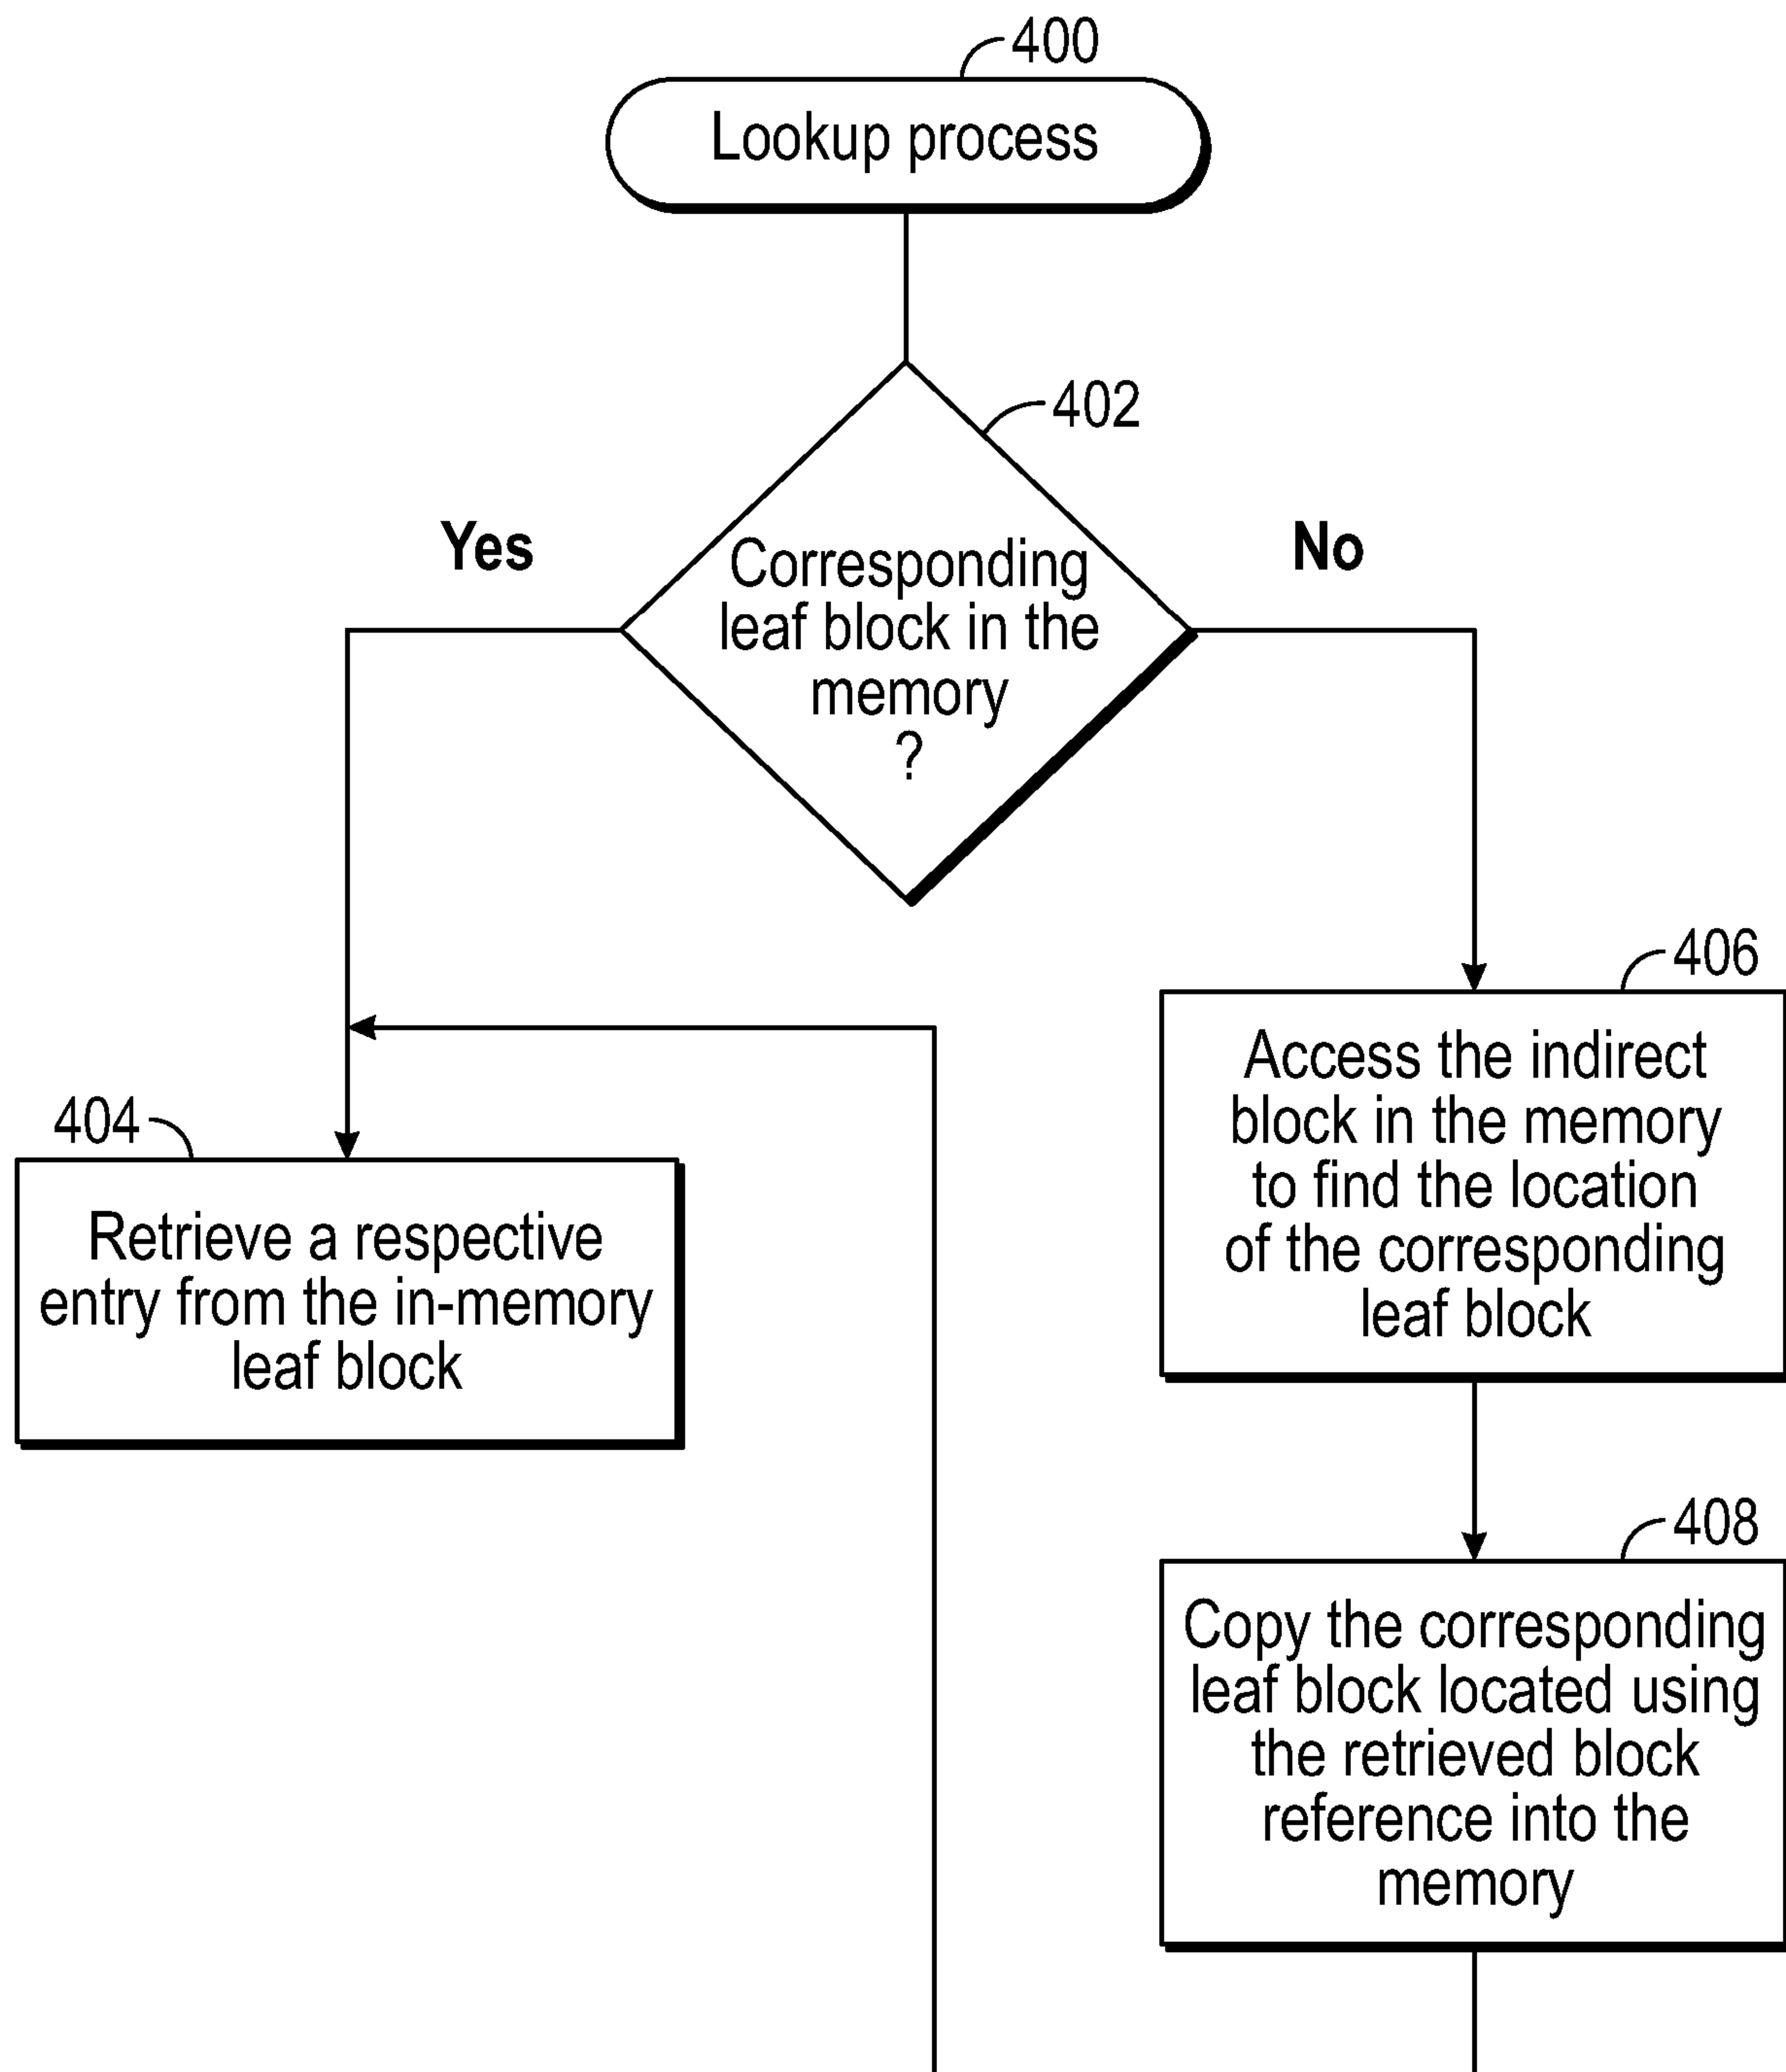 400
Lookup process
402
Yes
No
Corresponding
leaf block in the
memory
?
406
Access the indirect
block in the memory
to find the location
of the corresponding
leaf block
404
Retrieve a respective
entry from the in-memory
leaf block
408
Copy the corresponding
leaf block located using
the retrieved block
reference into the
memory